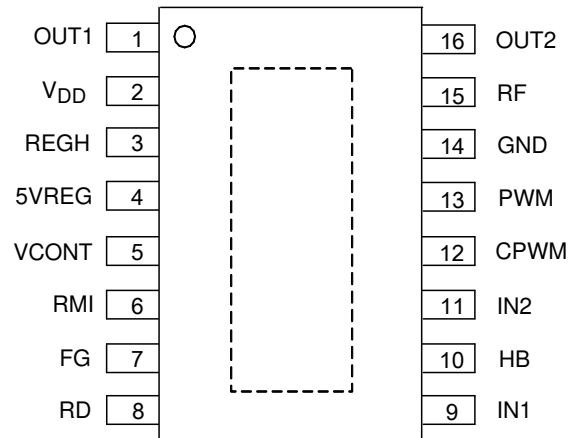 OUT1 1 16 OUT2
VDD 2 15 RF
REGH 3 14 GND
5VREG 4 13 PWM
VCONT 5 12 CPWM
RMI 6 11 IN2
FG 7 10 HB
RD 8 9 IN1